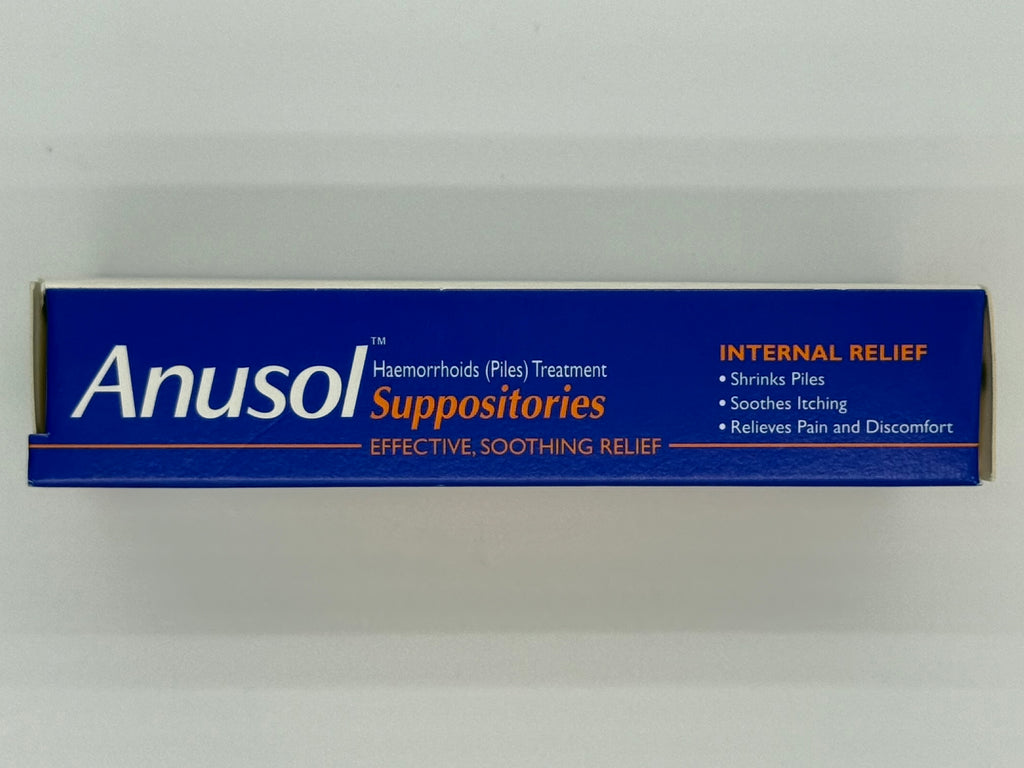 Anusol™
Haemorrhoids (Piles) Treatment
Suppositories
EFFECTIVE, SOOTHING RELIEF
INTERNAL RELIEF
• Shrinks Piles
• Soothes Itching
• Relieves Pain and Discomfort